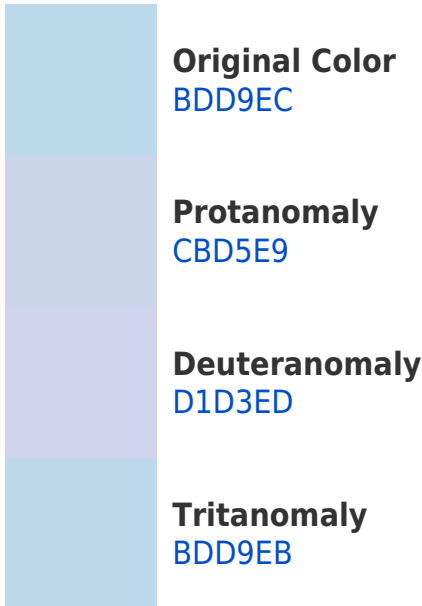 Original Color
BDD9EC
Protanomaly
CBD5E9
Deuteranomaly
D1D3ED
Tritanomaly
BDD9EB